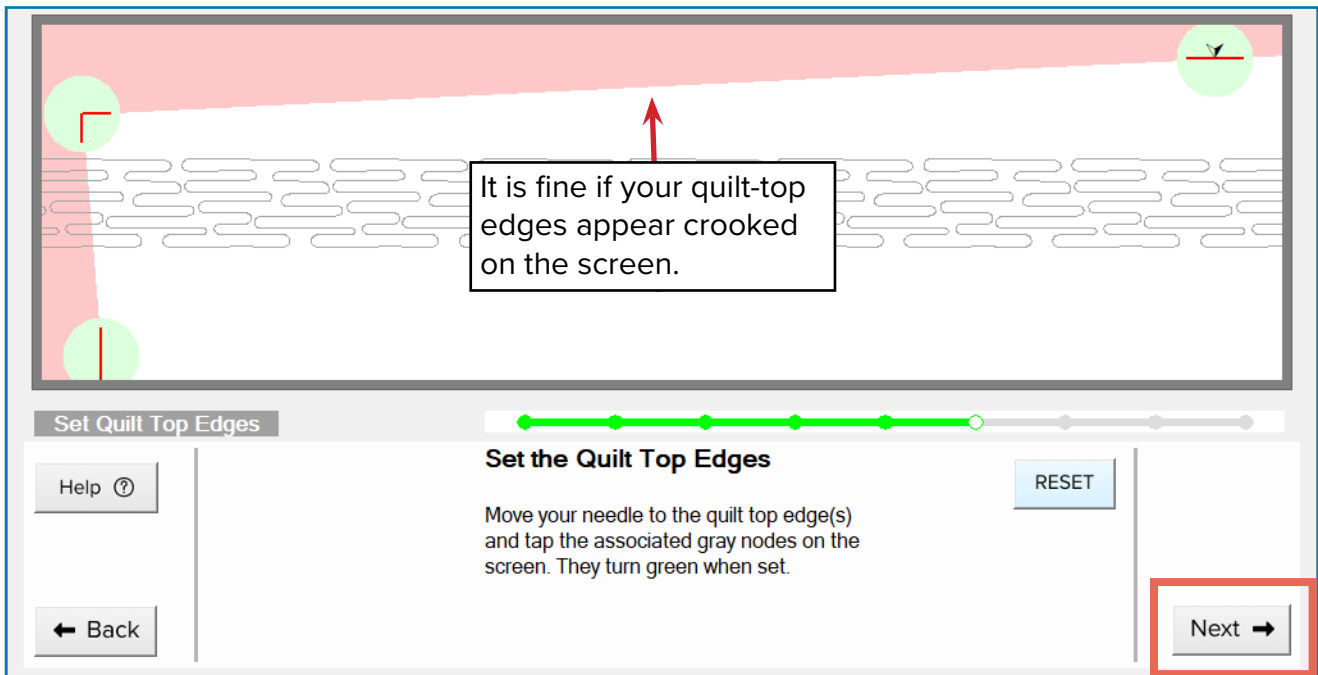 It is fine if your quilt-top
edges appear crooked
on the screen.
Set Quilt Top Edges
Help ?
Set the Quilt Top Edges
RESET
Move your needle to the quilt top edge(s)
and tap the associated gray nodes on the
screen. They turn green when set.
← Back
Next →